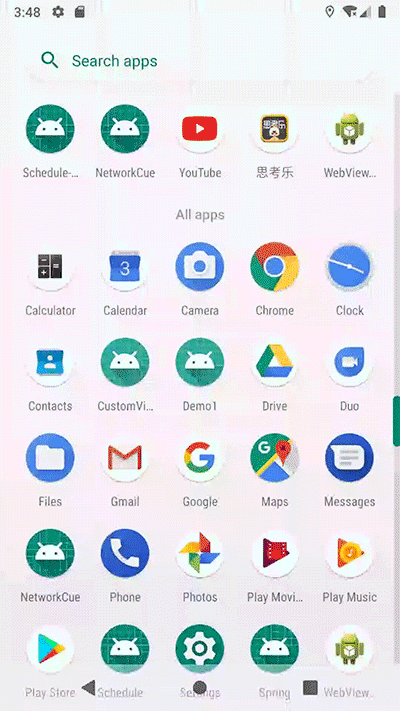 3:48
Search apps
Schedule-... NetworkCue YouTube 思考乐 WebView...
All apps
Calculator Calendar Camera Chrome Clock
Contacts CustomVi... Demo1 Drive Duo
Files Gmail Google Maps Messages
NetworkCue Phone Photos Play Movi... Play Music
Play Store Schedule Settings Spring WebView...